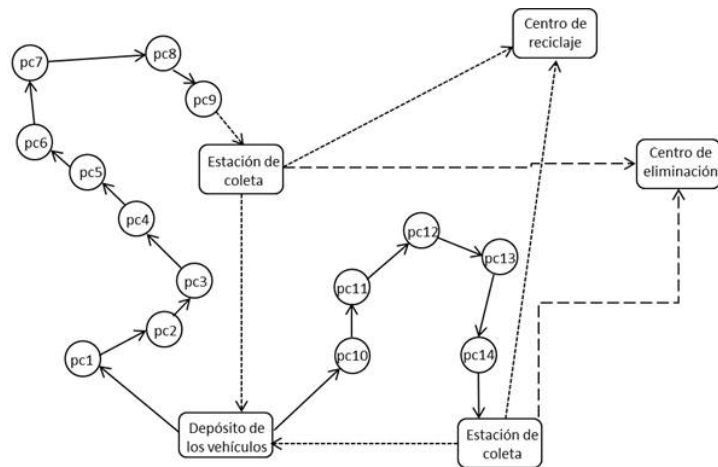 Centro de
reciclaje
pc8
pc7
pc9
pc6
Estación de
coleta
Centro de
eliminación
pc5
pc4
pc12
pc13
pc3
pc11
pc2
pc1
pc10
pc14
Depósito de
los vehículos
Estación de
coleta